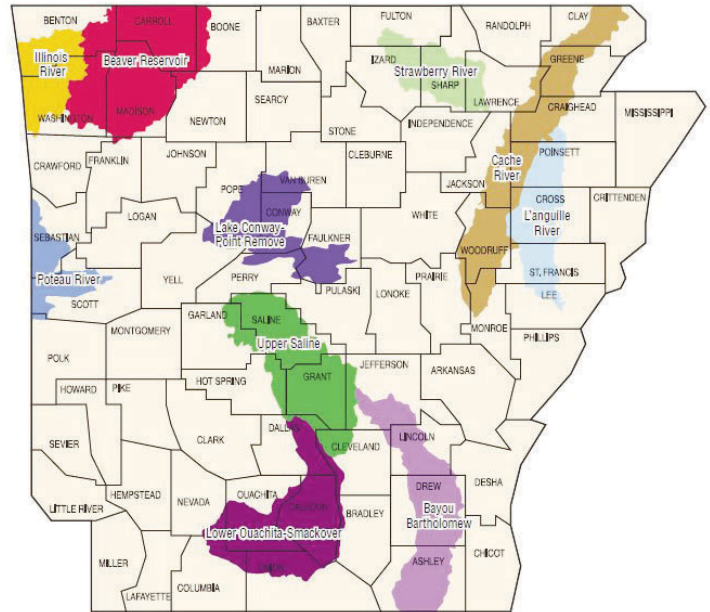 BENTON
CARROLL
BOONE
BAXTER
FULTON
RANDOLPH
CLAY
Illinois
River
Beaver Reservoir
MARION
IZARD
Strawberry River
SHARP
GREENE
LAWRENCE
WASHINGTON
MADISON
NEWTON
SEARCY
STONE
INDEPENDENCE
CRAIGHEAD
MISSISSIPPI
CRAWFORD
FRANKLIN
JOHNSON
POPE
VAN BUREN
CLEBURNE
JACKSON
Cache
River
POINSETT
CROSS
CRITTENDEN
L'anguille
River
SEBASTIAN
LOGAN
CONWAY
Lake Conway-
Point Remove
FAULKNER
WHITE
WOODRUFF
ST. FRANCIS
Poteau River
SCOTT
YELL
PERRY
PULASKI
LONOKE
PRAIRIE
LEE
MONROE
PHILLIPS
POLK
MONTGOMERY
GARLAND
SALINE
Upper Saline
HOWARD
PIKE
HOT SPRING
GRANT
JEFFERSON
ARKANSAS
SEVIER
CLARK
DALLAS
CLEVELAND
LINCOLN
LITTLE RIVER
HEMPSTEAD
NEVADA
OUACHITA
CALHOUN
BRADLEY
DREW
DESHA
Lower Ouachita-Smackover
Bayou
Bartholomew
MILLER
LAFAYETTE
COLUMBIA
UNION
ASHLEY
CHICOT